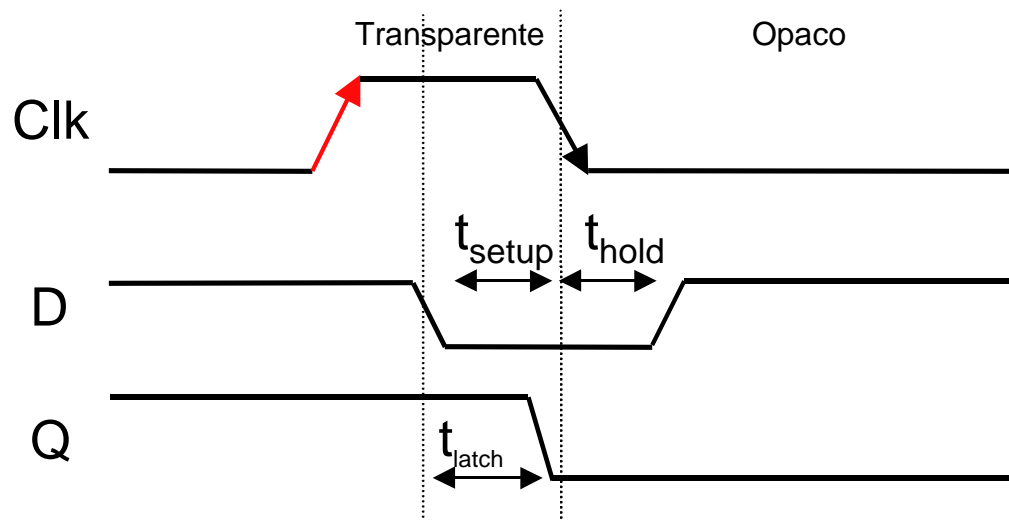 Transparente
Opaco
Clk
t_setup
t_hold
D
Q
t_latch